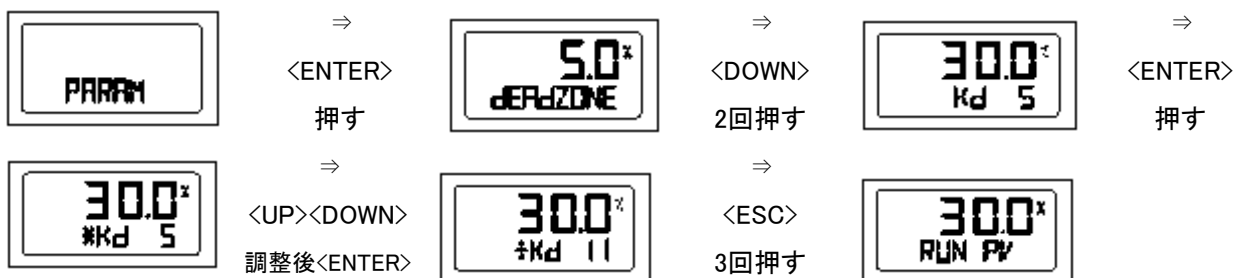 ⇒ ⇒ ⇒
PARAM <ENTER> 5.0% <DOWN> 30.0% <ENTER>
押す dEAdZONE 2回押す Kd 5 押す
⇒ ⇒
30.0% <UP><DOWN> 30.0% <ESC> 30.0%
*Kd 5 調整後<ENTER> +Kd 11 3回押す RUN PV